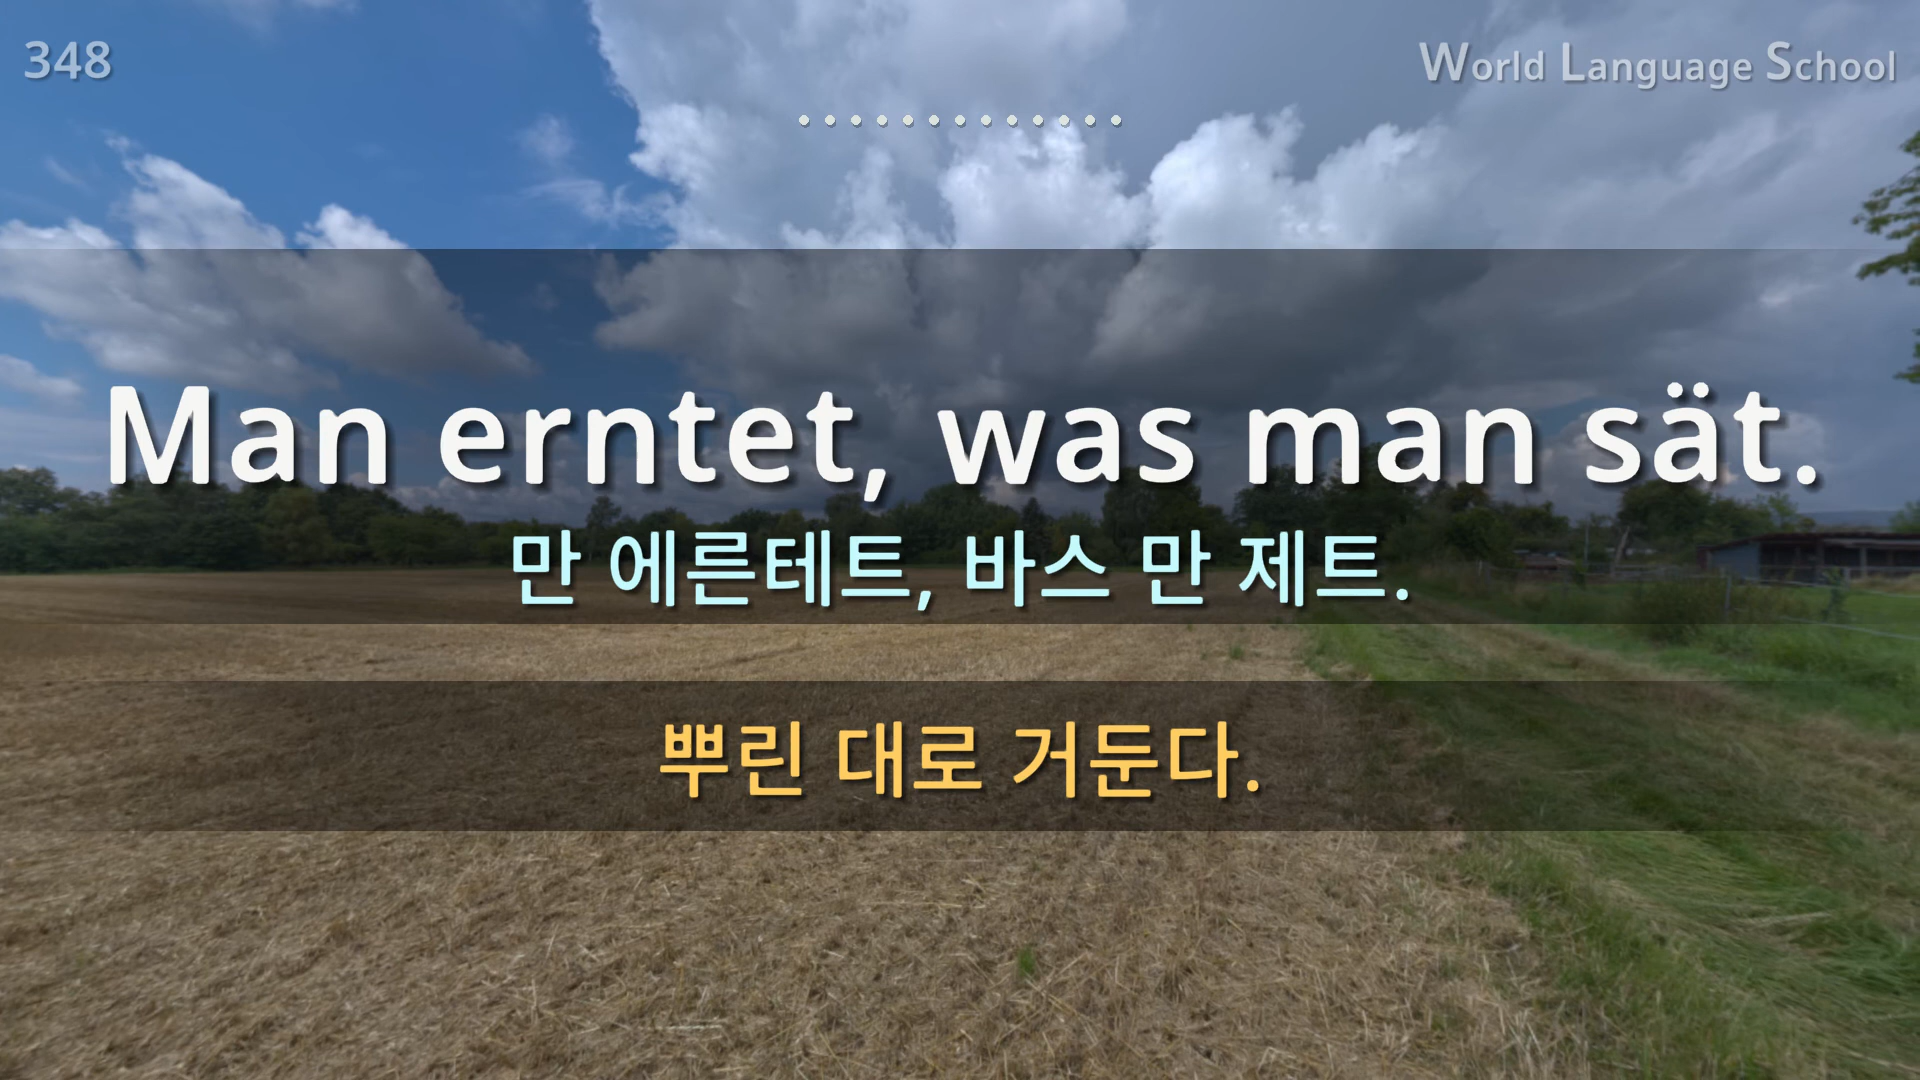 348
World Language School
Man erntet, was man sät.
만 에른테트, 바스 만 제트.
뿌린 대로 거둔다.